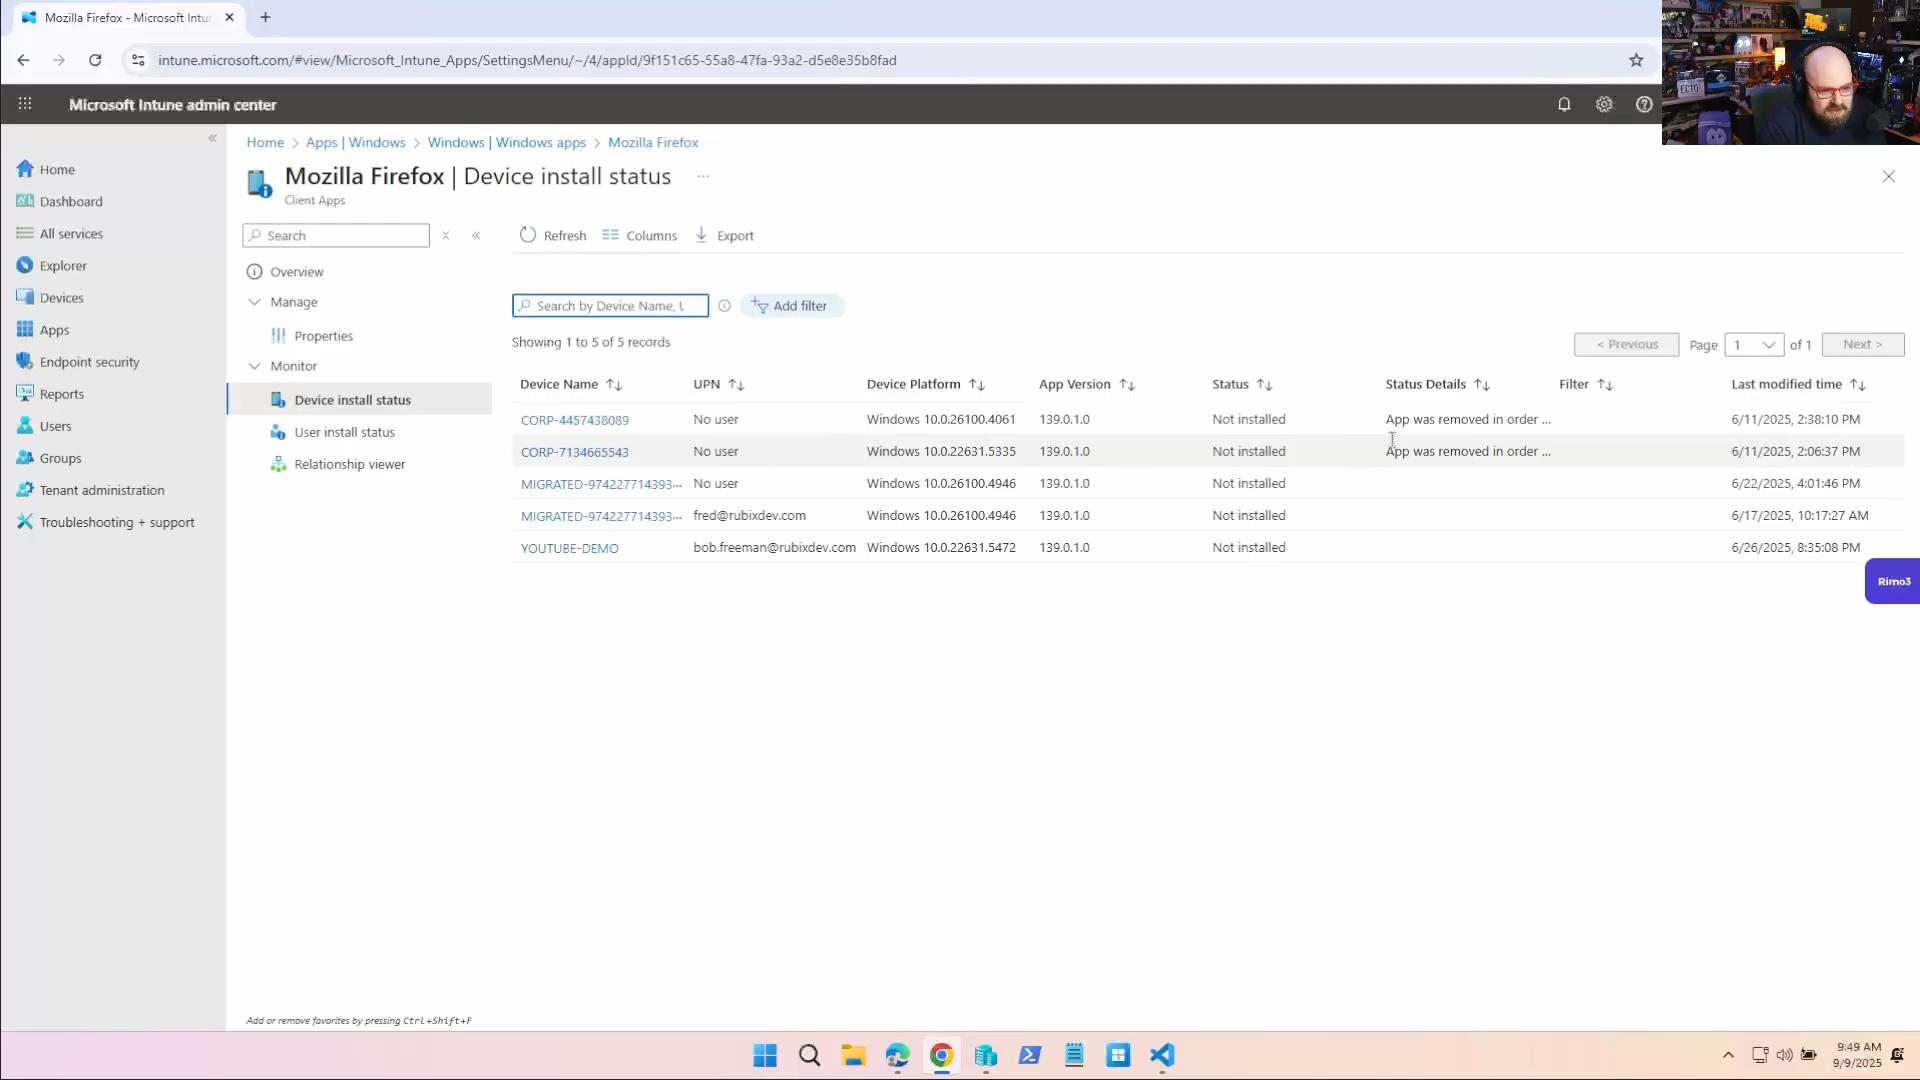 Mozilla Firefox - Microsoft Intu
intune.microsoft.com/#view/Microsoft_Intune_Apps/SettingsMenu/~/4/appId/9f151c65-55a8-47fa-93a2-d5e8e35b8fad
Microsoft Intune admin center
Home > Apps | Windows > Windows | Windows apps > Mozilla Firefox
Mozilla Firefox | Device install status ...
Client Apps
Home
Dashboard
All services
Explorer
Devices
Apps
Endpoint security
Reports
Users
Groups
Tenant administration
Troubleshooting + support
Search
Overview
Manage
Properties
Monitor
Device install status
User install status
Relationship viewer
Refresh Columns Export
Search by Device Name, U Add filter
Showing 1 to 5 of 5 records
< Previous Page 1 of 1 Next >
Device Name UPN Device Platform App Version Status Status Details Filter Last modified time
CORP-4457438089 No user Windows 10.0.26100.4061 139.0.1.0 Not installed App was removed in order ... 6/11/2025, 2:38:10 PM
CORP-7134665543 No user Windows 10.0.22631.5335 139.0.1.0 Not installed App was removed in order ... 6/11/2025, 2:06:37 PM
MIGRATED-974227714393... No user Windows 10.0.26100.4946 139.0.1.0 Not installed 6/22/2025, 4:01:46 PM
MIGRATED-974227714393... fred@rubixdev.com Windows 10.0.26100.4946 139.0.1.0 Not installed 6/17/2025, 10:17:27 AM
YOUTUBE-DEMO bob.freeman@rubixdev.com Windows 10.0.22631.5472 139.0.1.0 Not installed 6/26/2025, 8:35:08 PM
Rimo3
Add or remove favorites by pressing Ctrl+Shift+F
9:49 AM
9/9/2025
ECTO